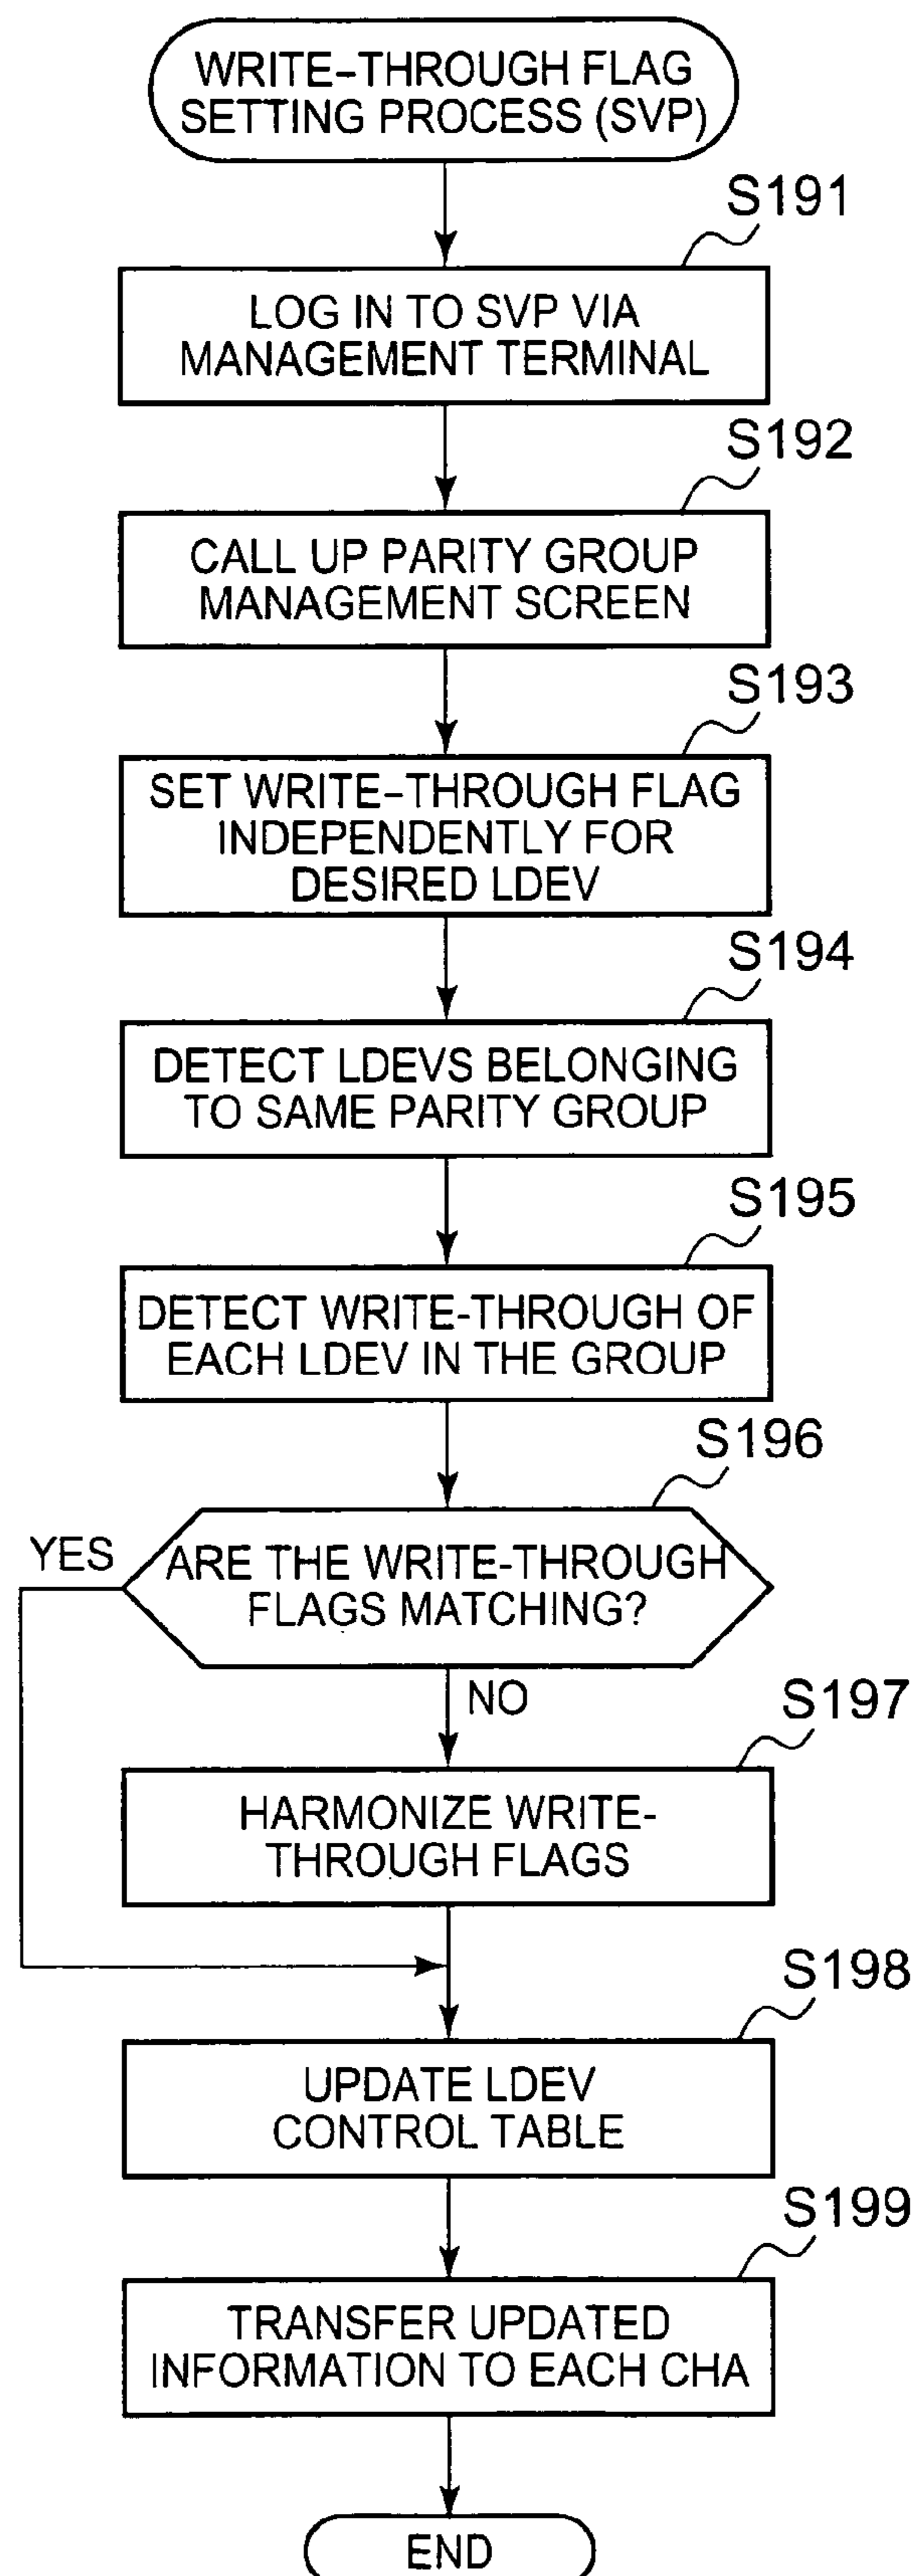 WRITE-THROUGH FLAG
SETTING PROCESS (SVP)
S191
LOG IN TO SVP VIA
MANAGEMENT TERMINAL
S192
CALL UP PARITY GROUP
MANAGEMENT SCREEN
S193
SET WRITE-THROUGH FLAG
INDEPENDENTLY FOR
DESIRED LDEV
S194
DETECT LDEVS BELONGING
TO SAME PARITY GROUP
S195
DETECT WRITE-THROUGH OF
EACH LDEV IN THE GROUP
S196
YES
ARE THE WRITE-THROUGH
FLAGS MATCHING?
NO
S197
HARMONIZE WRITE-
THROUGH FLAGS
S198
UPDATE LDEV
CONTROL TABLE
S199
TRANSFER UPDATED
INFORMATION TO EACH CHA
END